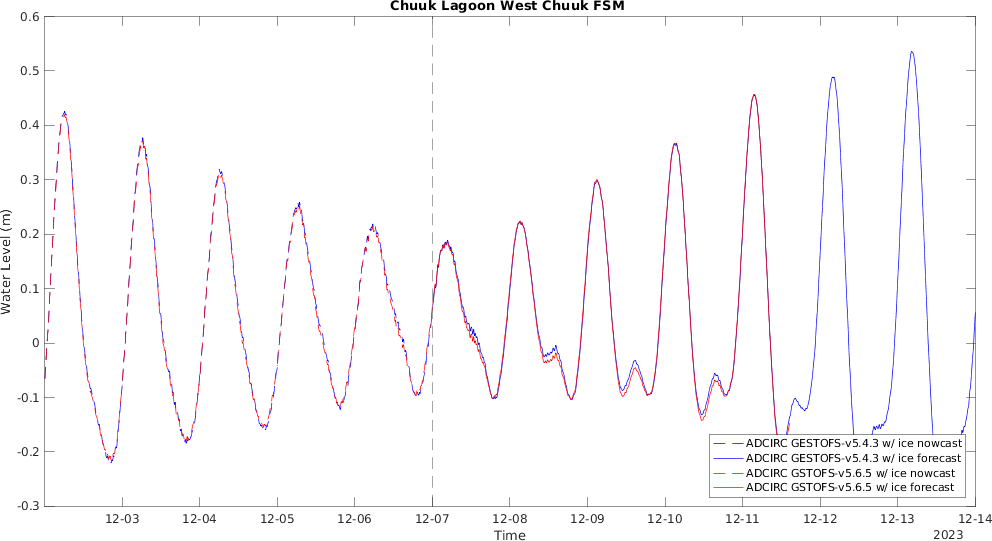 Chuuk Lagoon West Chuuk FSM
0.6
0.5
0.4
0.3
0.2
0.1
0
-0.1
-0.2
-0.3
Water Level (m)
ADCIRC GESTOFS-v5.4.3 w/ ice nowcast
ADCIRC GESTOFS-v5.4.3 w/ ice forecast
ADCIRC GSTOFS-v5.6.5 w/ ice nowcast
ADCIRC GSTOFS-v5.6.5 w/ ice forecast
12-03 12-04 12-05 12-06 12-07 12-08 12-09 12-10 12-11 12-12 12-13 12-14
Time
2023